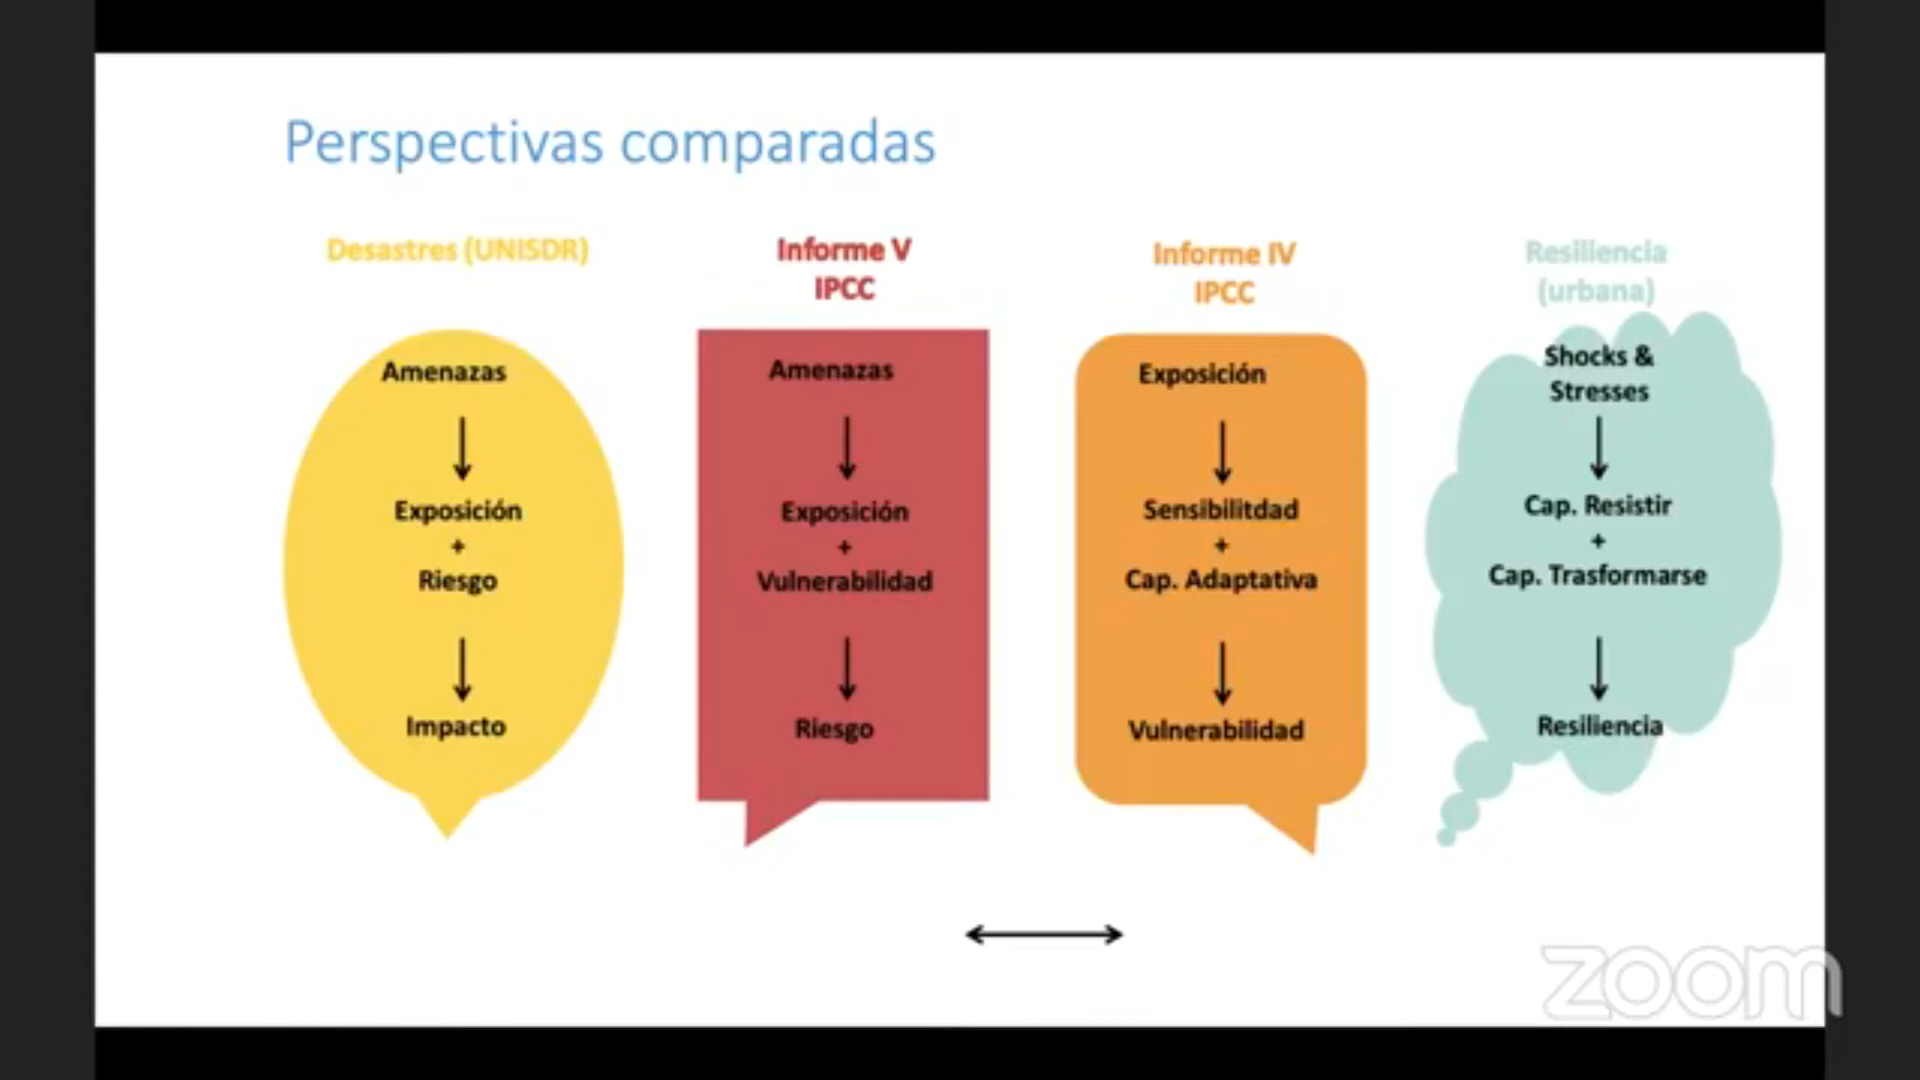 Perspectivas comparadas
Desastres (UNISDR)
Amenazas
Exposición
+
Riesgo
Impacto
Informe V
IPCC
Amenazas
Exposición
+
Vulnerabilidad
Riesgo
Informe IV
IPCC
Exposición
Sensibilitdad
+
Cap. Adaptativa
Vulnerabilidad
Resiliencia
(urbana)
Shocks &
Stresses
Cap. Resistir
+
Cap. Trasformarse
Resiliencia
zoom